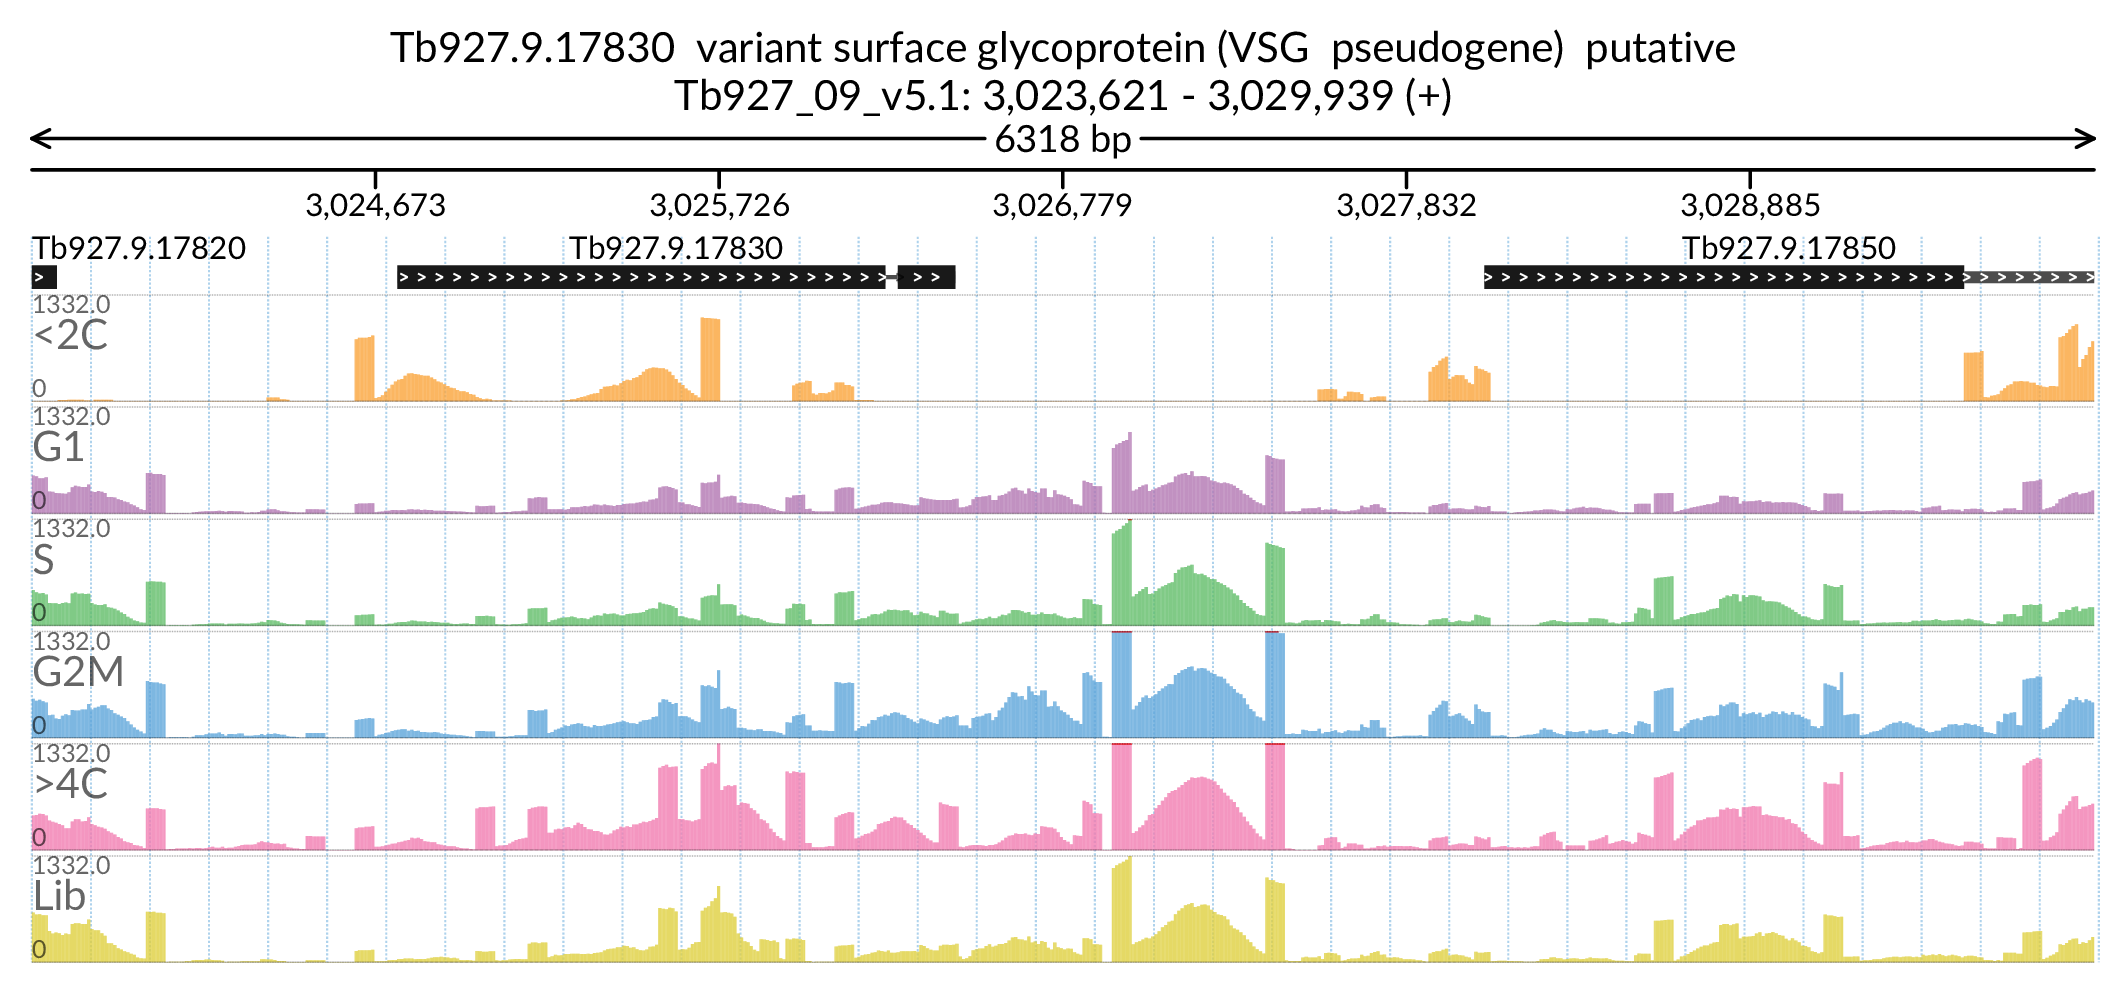 Tb927.9.17830 variant surface glycoprotein (VSG pseudogene) putative
Tb927_09_v5.1: 3,023,621 - 3,029,939 (+)
6318 bp
3,024,673 3,025,726 3,026,779 3,027,832 3,028,885
Tb927.9.17820 Tb927.9.17830 Tb927.9.17850
1332.0
<2C
0
1332.0
G1
0
1332.0
S
0
1332.0
G2M
0
1332.0
>4C
0
1332.0
Lib
0